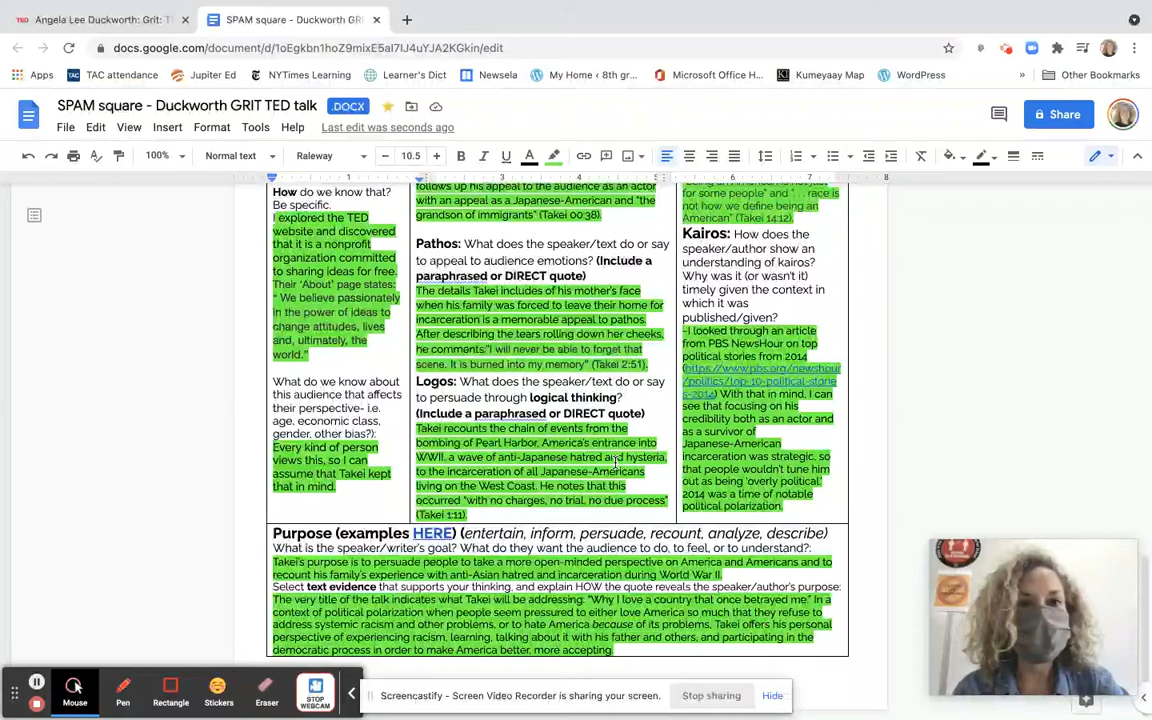 Angela Lee Duckworth: Grit: T
SPAM square - Duckworth GRI
docs.google.com/document/d/1oEgkbn1hoZ9mixE5al7IJ4uYJA2KGkin/edit
Apps
TAC attendance
Jupiter Ed
NYTimes Learning
Learner's Dict
Newsela
My Home ‹ 8th gr...
Microsoft Office H...
Kumeyaay Map
WordPress
»
Other Bookmarks
SPAM square - Duckworth GRIT TED talk
.DOCX
Share
File Edit View Insert Format Tools Help
Last edit was seconds ago
100%
Normal text
Raleway
10.5
1 3 4 5 6 7 8
How do we know that?
Be specific.
I explored the TED
website and discovered
that it is a nonprofit
organization committed
to sharing ideas for free.
Their 'About' page states:
" We believe passionately
in the power of ideas to
change attitudes, lives
and, ultimately, the
world."
What do we know about
this audience that affects
their perspective- i.e.
age, economic class,
gender, other bias?):
Every kind of person
views this, so I can
assume that Takei kept
that in mind.
follows up his appeal to the audience as an actor
with an appeal as a Japanese-American and "the
grandson of immigrants" (Takei 00:38).
Pathos: What does the speaker/text do or say
to appeal to audience emotions? (Include a
paraphrased or DIRECT quote)
The details Takei includes of his mother's face
when his family was forced to leave their home for
incarceration is a memorable appeal to pathos.
After describing the tears rolling down her cheeks,
he comments:"I will never be able to forget that
scene. It is burned into my memory" (Takei 2:51).
Logos: What does the speaker/text do or say
to persuade through logical thinking?
(Include a paraphrased or DIRECT quote)
Takei recounts the chain of events from the
bombing of Pearl Harbor, America's entrance into
WWII, a wave of anti-Japanese hatred and hysteria,
to the incarceration of all Japanese-Americans
living on the West Coast. He notes that this
occurred "with no charges, no trial, no due process"
(Takei 1:11).
being an American is not just
for some people" and "... race is
not how we define being an
American" (Takei 14:12).
Kairos: How does the
speaker/author show an
understanding of kairos?
Why was it (or wasn't it)
timely given the context in
which it was
published/given?
-I looked through an article
from PBS NewsHour on top
political stories from 2014
(https://www.pbs.org/newshour
/politics/top-10-political-storie
s-2014) With that in mind, I can
see that focusing on his
credibility both as an actor and
as a survivor of
Japanese-American
incarceration was strategic, so
that people wouldn't tune him
out as being 'overly political.'
2014 was a time of notable
political polarization.
Purpose (examples HERE) (entertain, inform, persuade, recount, analyze, describe)
What is the speaker/writer's goal? What do they want the audience to do, to feel, or to understand?:
Takei's purpose is to persuade people to take a more open-minded perspective on America and Americans and to
recount his family's experience with anti-Asian hatred and incarceration during World War II.
Select text evidence that supports your thinking, and explain HOW the quote reveals the speaker/author's purpose:
The very title of the talk indicates what Takei will be addressing: "Why I love a country that once betrayed me." In a
context of political polarization when people seem pressured to either love America so much that they refuse to
address systemic racism and other problems, or to hate America because of its problems, Takei offers his personal
perspective of experiencing racism, learning, talking about it with his father and others, and participating in the
democratic process in order to make America better, more accepting.
Mouse
Pen
Rectangle
Stickers
Eraser
STOP
WEBCAM
Screencastify - Screen Video Recorder is sharing your screen.
Stop sharing
Hide